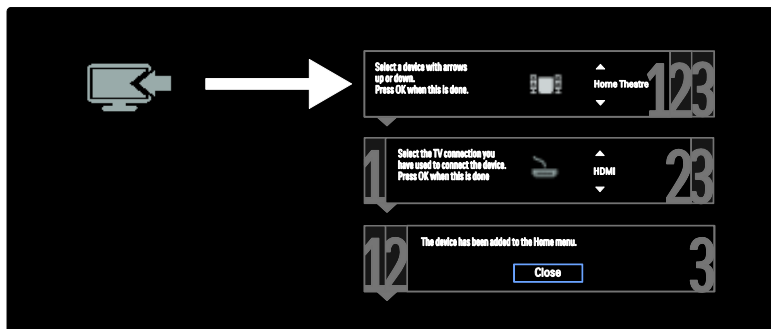 Select a device with arrows
up or down.
Press OK when this is done.
Home Theatre
123
1
Select the TV connection you
have used to connect the device.
Press OK when this is done
HDMI
23
12
The device has been added to the Home menu.
Close
3